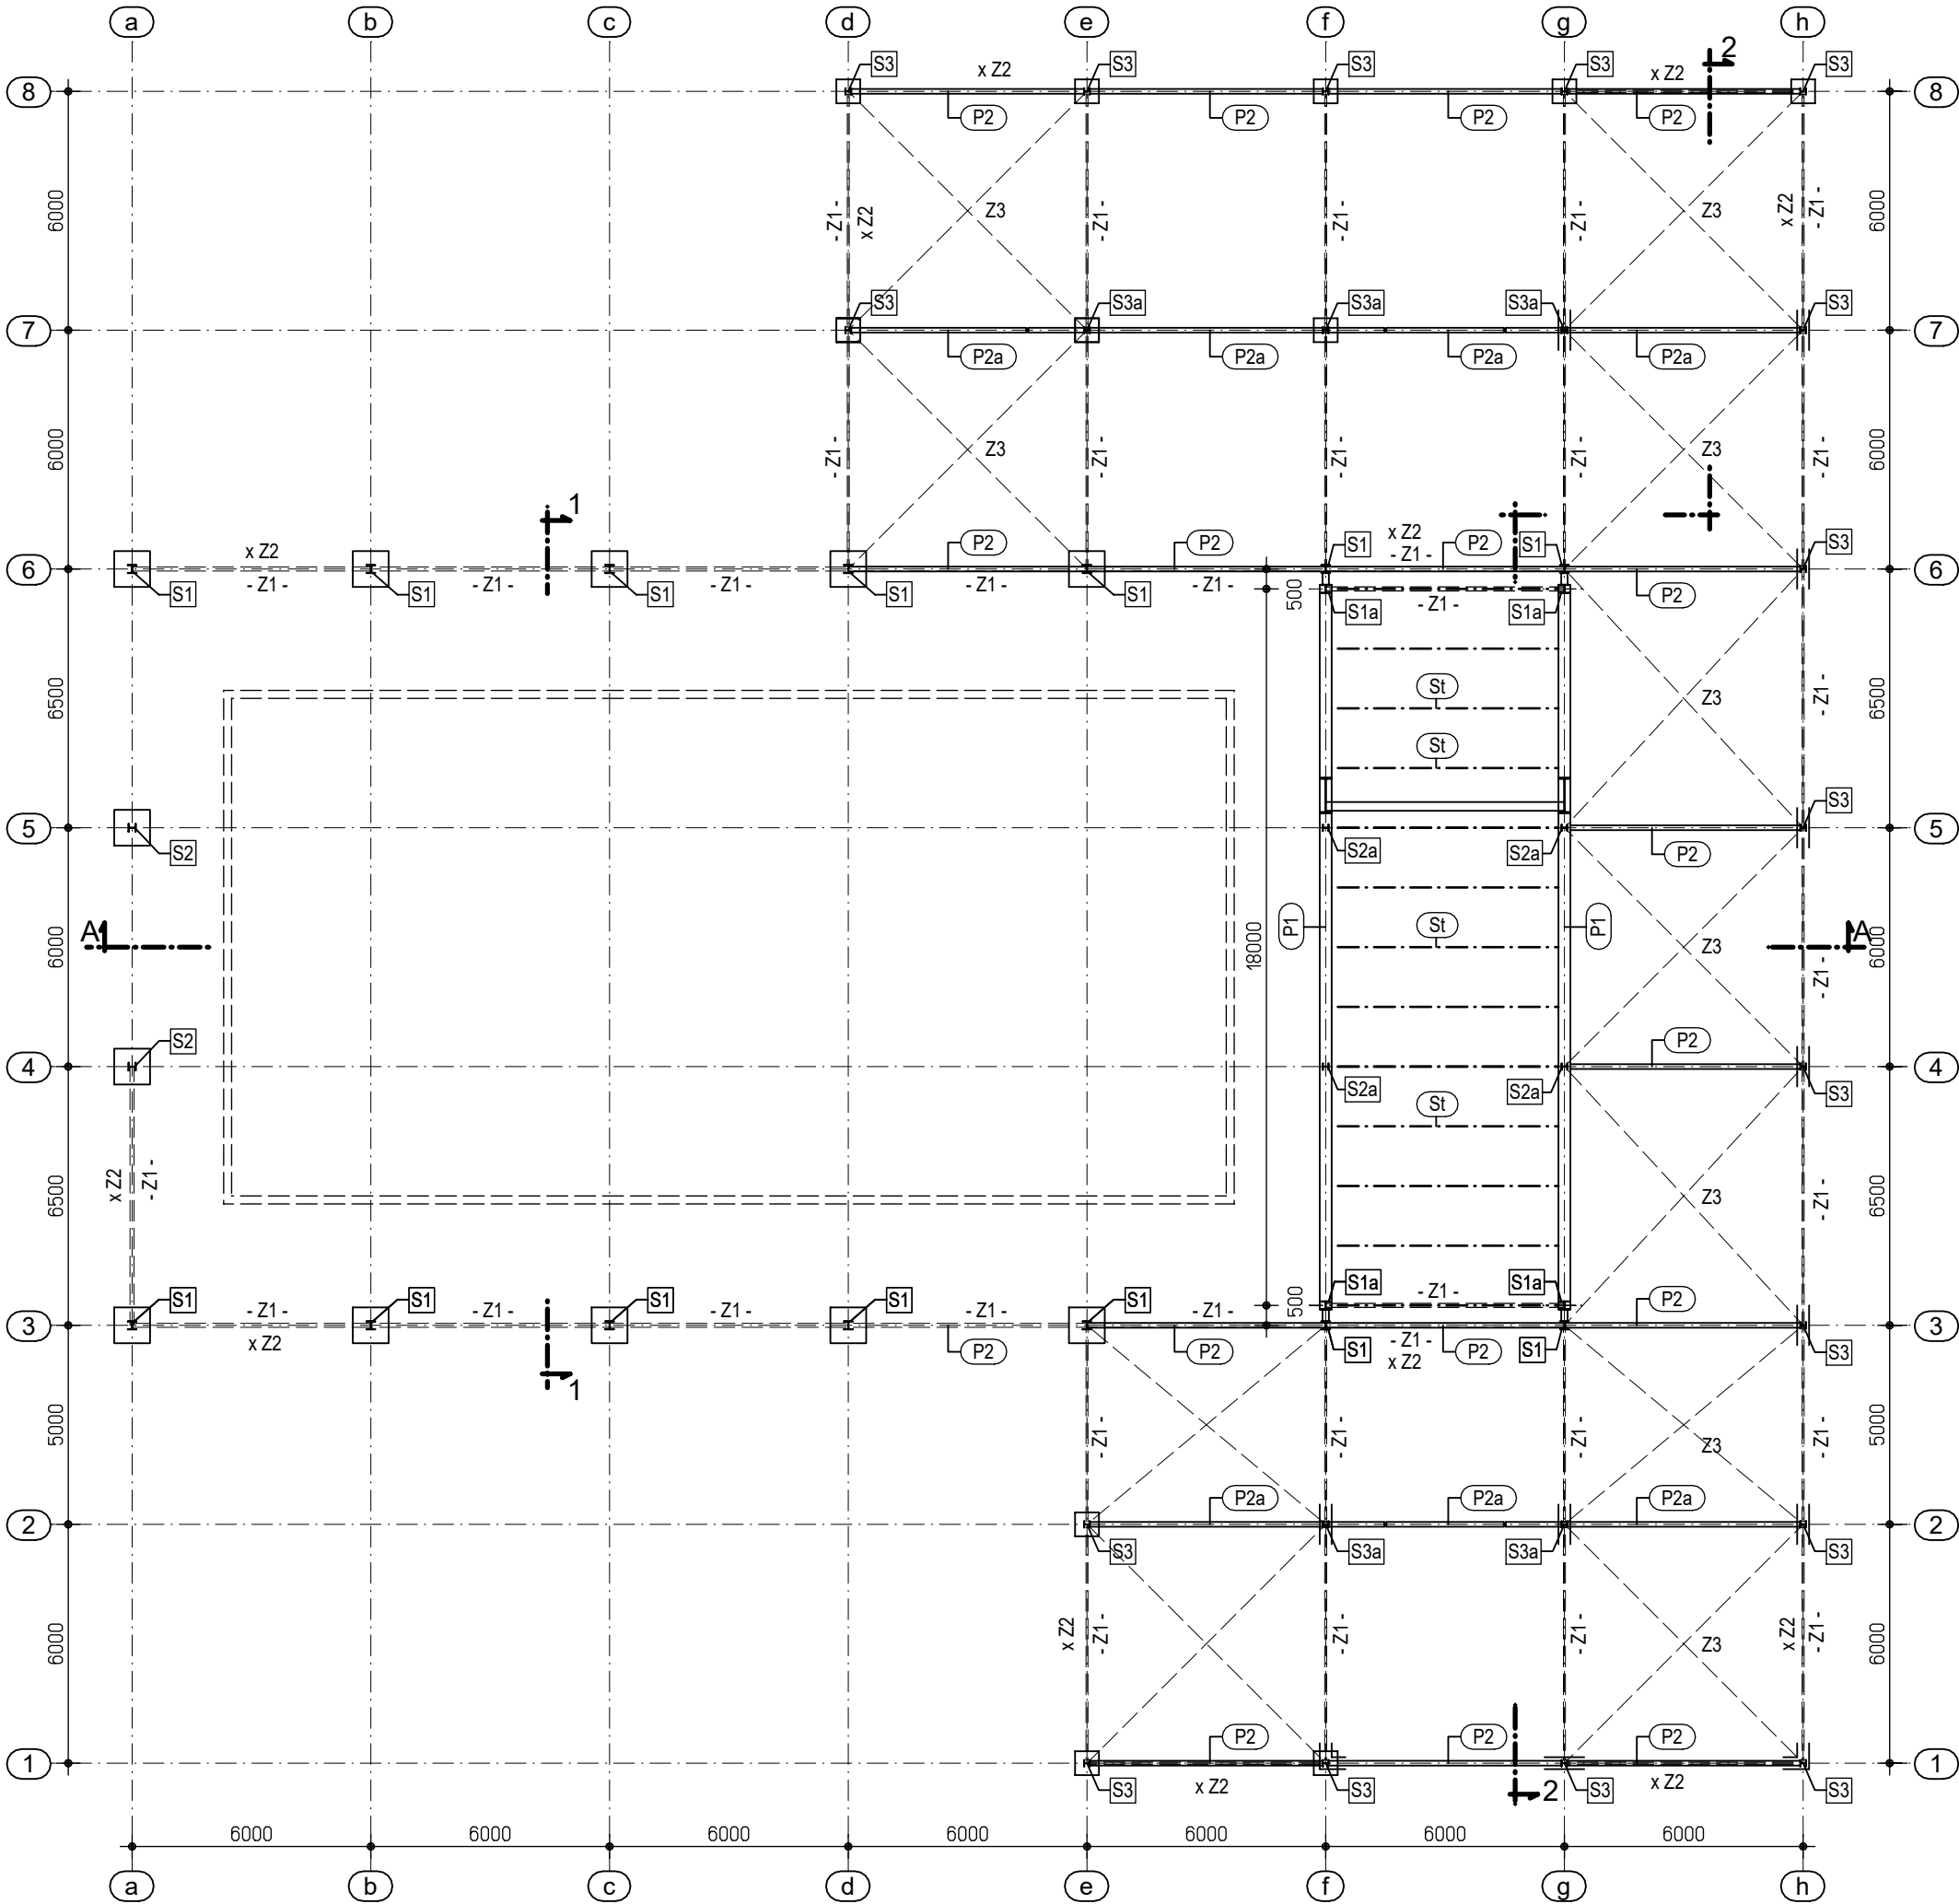 a b c d e f g h
2
S3 S3 S3 S3 S3
x Z2 x Z2
8 8
P2 P2 P2 P2
6000 - Z1 - x Z2 Z3 - Z1 - - Z1 - - Z1 - Z3 x Z2 - Z1 - 6000
S3 S3a S3a S3a S3
7 7
P2a P2a P2a P2a
6000 - Z1 - Z3 - Z1 - - Z1 - - Z1 - Z3 - Z1 - 6000
1
x Z2 P2 P2 S1 x Z2 - Z1 - P2 S1 S3
6 6
S1 - Z1 - S1 - Z1 - S1 - Z1 - S1 - Z1 - S1 - Z1 - 500 P2
S1a - Z1 - S1a
6500 St Z3 - Z1 - 6500
St
S3
5 5
S2 S2a S2a P2
A 6000 18000 P1 St P1 Z3 - Z1 - 6000 A
S2 P2
4 4
S2a S2a S3
St
6500 x Z2 - Z1 - Z3 - Z1 - 6500
S1 S1 S1 S1 S1 500 S1a - Z1 - S1a
- Z1 - - Z1 - - Z1 - - Z1 - - Z1 - P2
3 3
x Z2 P2 P2 S1 - Z1 - x Z2 P2 S1 S3
1
5000 - Z1 - - Z1 - - Z1 - Z3 - Z1 - 5000
P2a P2a P2a
2 2
S3 S3a S3a S3
6000 x Z2 - Z1 - - Z1 - - Z1 - Z3 x Z2 - Z1 - 6000
P2 P2 P2
1 1
S3 x Z2 S3 2 S3 x Z2 S3
6000 6000 6000 6000 6000 6000 6000
a b c d e f g h